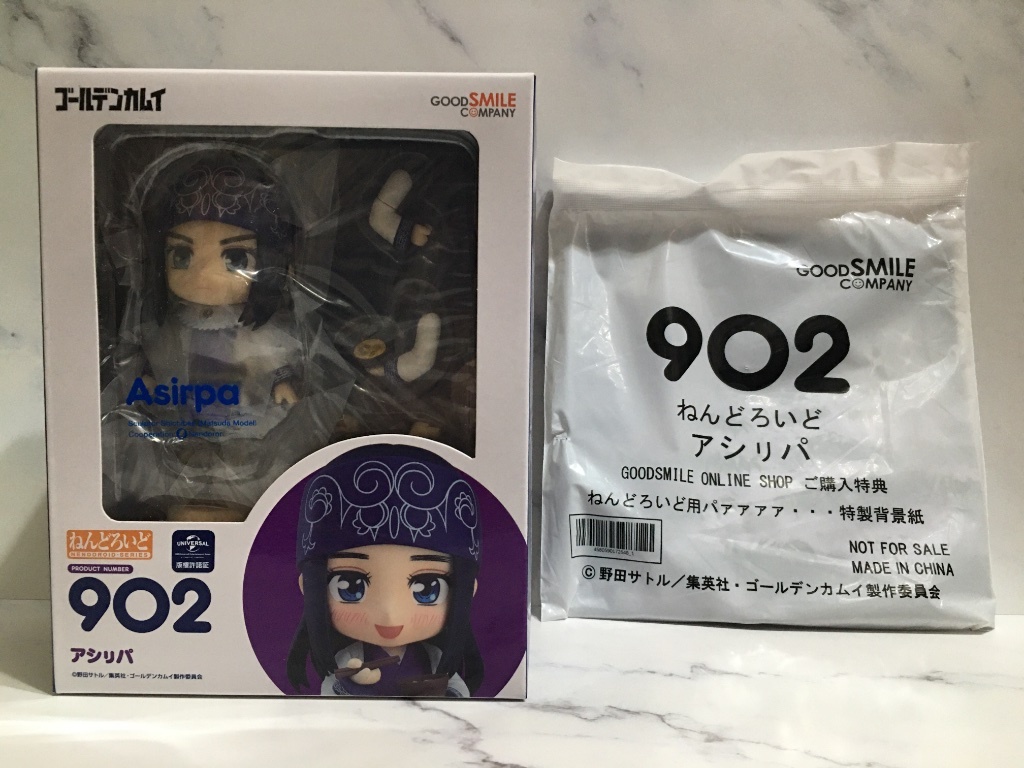 ゴールデンカムイ
GOOD SMILE
COMPANY
Asirpa
ねんどろいど
NENDOROID SERIES
UNIVERSAL
版権許諾証
PRODUCT NUMBER
902
アシリパ
©野田サトル/集英社・ゴールデンカムイ製作委員会
GOOD SMILE
COMPANY
902
ねんどろいど
アシリパ
GOODSMILE ONLINE SHOP ご購入特典
ねんどろいど用パァァァァ・・・特製背景紙
NOT FOR SALE
MADE IN CHINA
©野田サトル/集英社・ゴールデンカムイ製作委員会